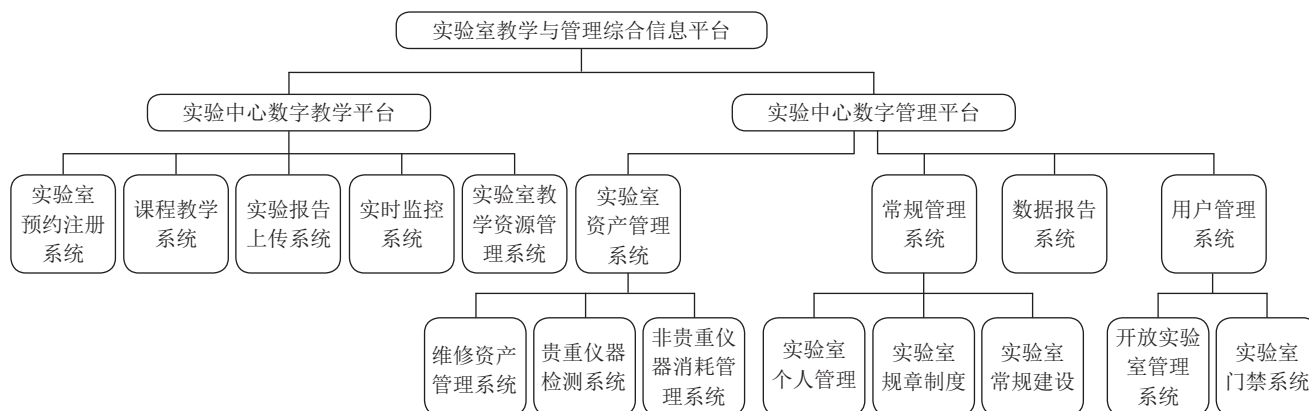 实验室教学与管理综合信息平台
实验中心数字教学平台
实验中心数字管理平台
实验室
预约注册
系统
课程教学
系统
实验报告
上传系统
实时监控
系统
实验室教
学资源管
理系统
实验室
资产管理
系统
常规管理
系统
数据报告
系统
用户管理
系统
维修资产
管理系统
贵重仪器
检测系统
非贵重仪
器消耗管
理系统
实验室
个人管理
实验室
规章制度
实验室
常规建设
开放实验
室管理
系统
实验室
门禁系统